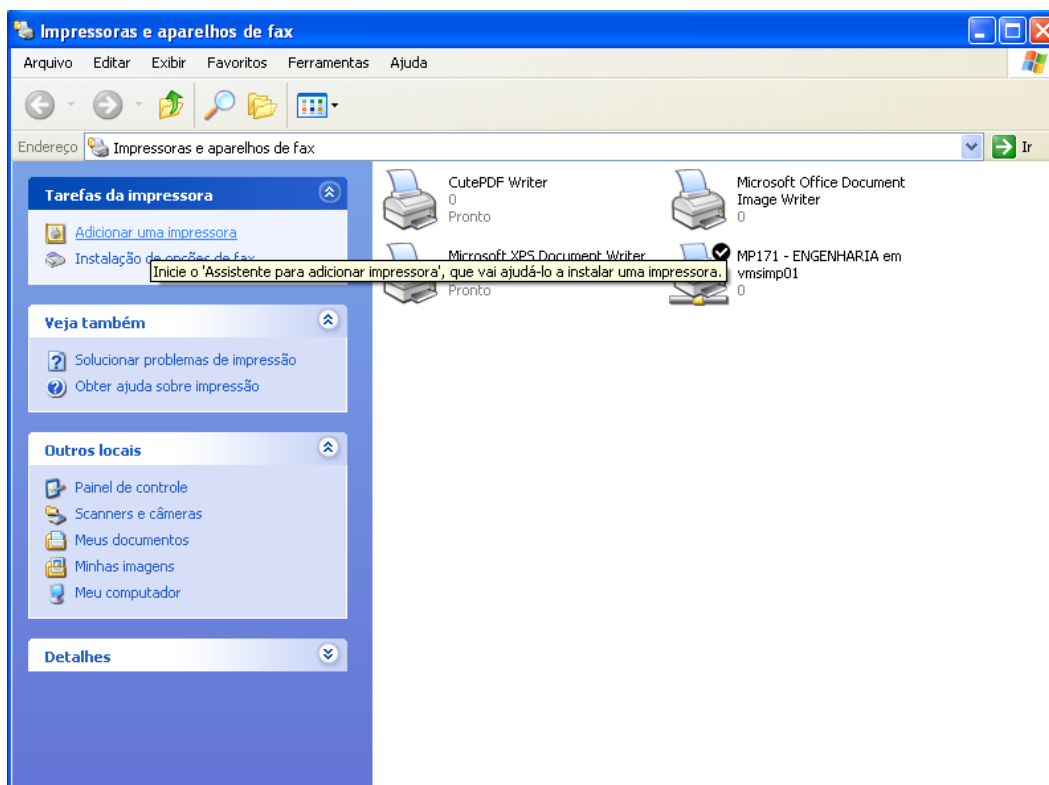 Impressoras e aparelhos de fax
Arquivo Editar Exibir Favoritos Ferramentas Ajuda
Endereço Impressoras e aparelhos de fax Ir
Tarefas da impressora
Adicionar uma impressora
Instalação de opções de fax
Inicie o 'Assistente para adicionar impressora', que vai ajudá-lo a instalar uma impressora.
Veja também
Solucionar problemas de impressão
Obter ajuda sobre impressão
Outros locais
Painel de controle
Scanners e câmeras
Meus documentos
Minhas imagens
Meu computador
Detalhes
CutePDF Writer
0
Pronto
Microsoft Office Document
Image Writer
0
Microsoft XPS Document Writer
Pronto
MP171 - ENGENHARIA em
vmsimp01
0